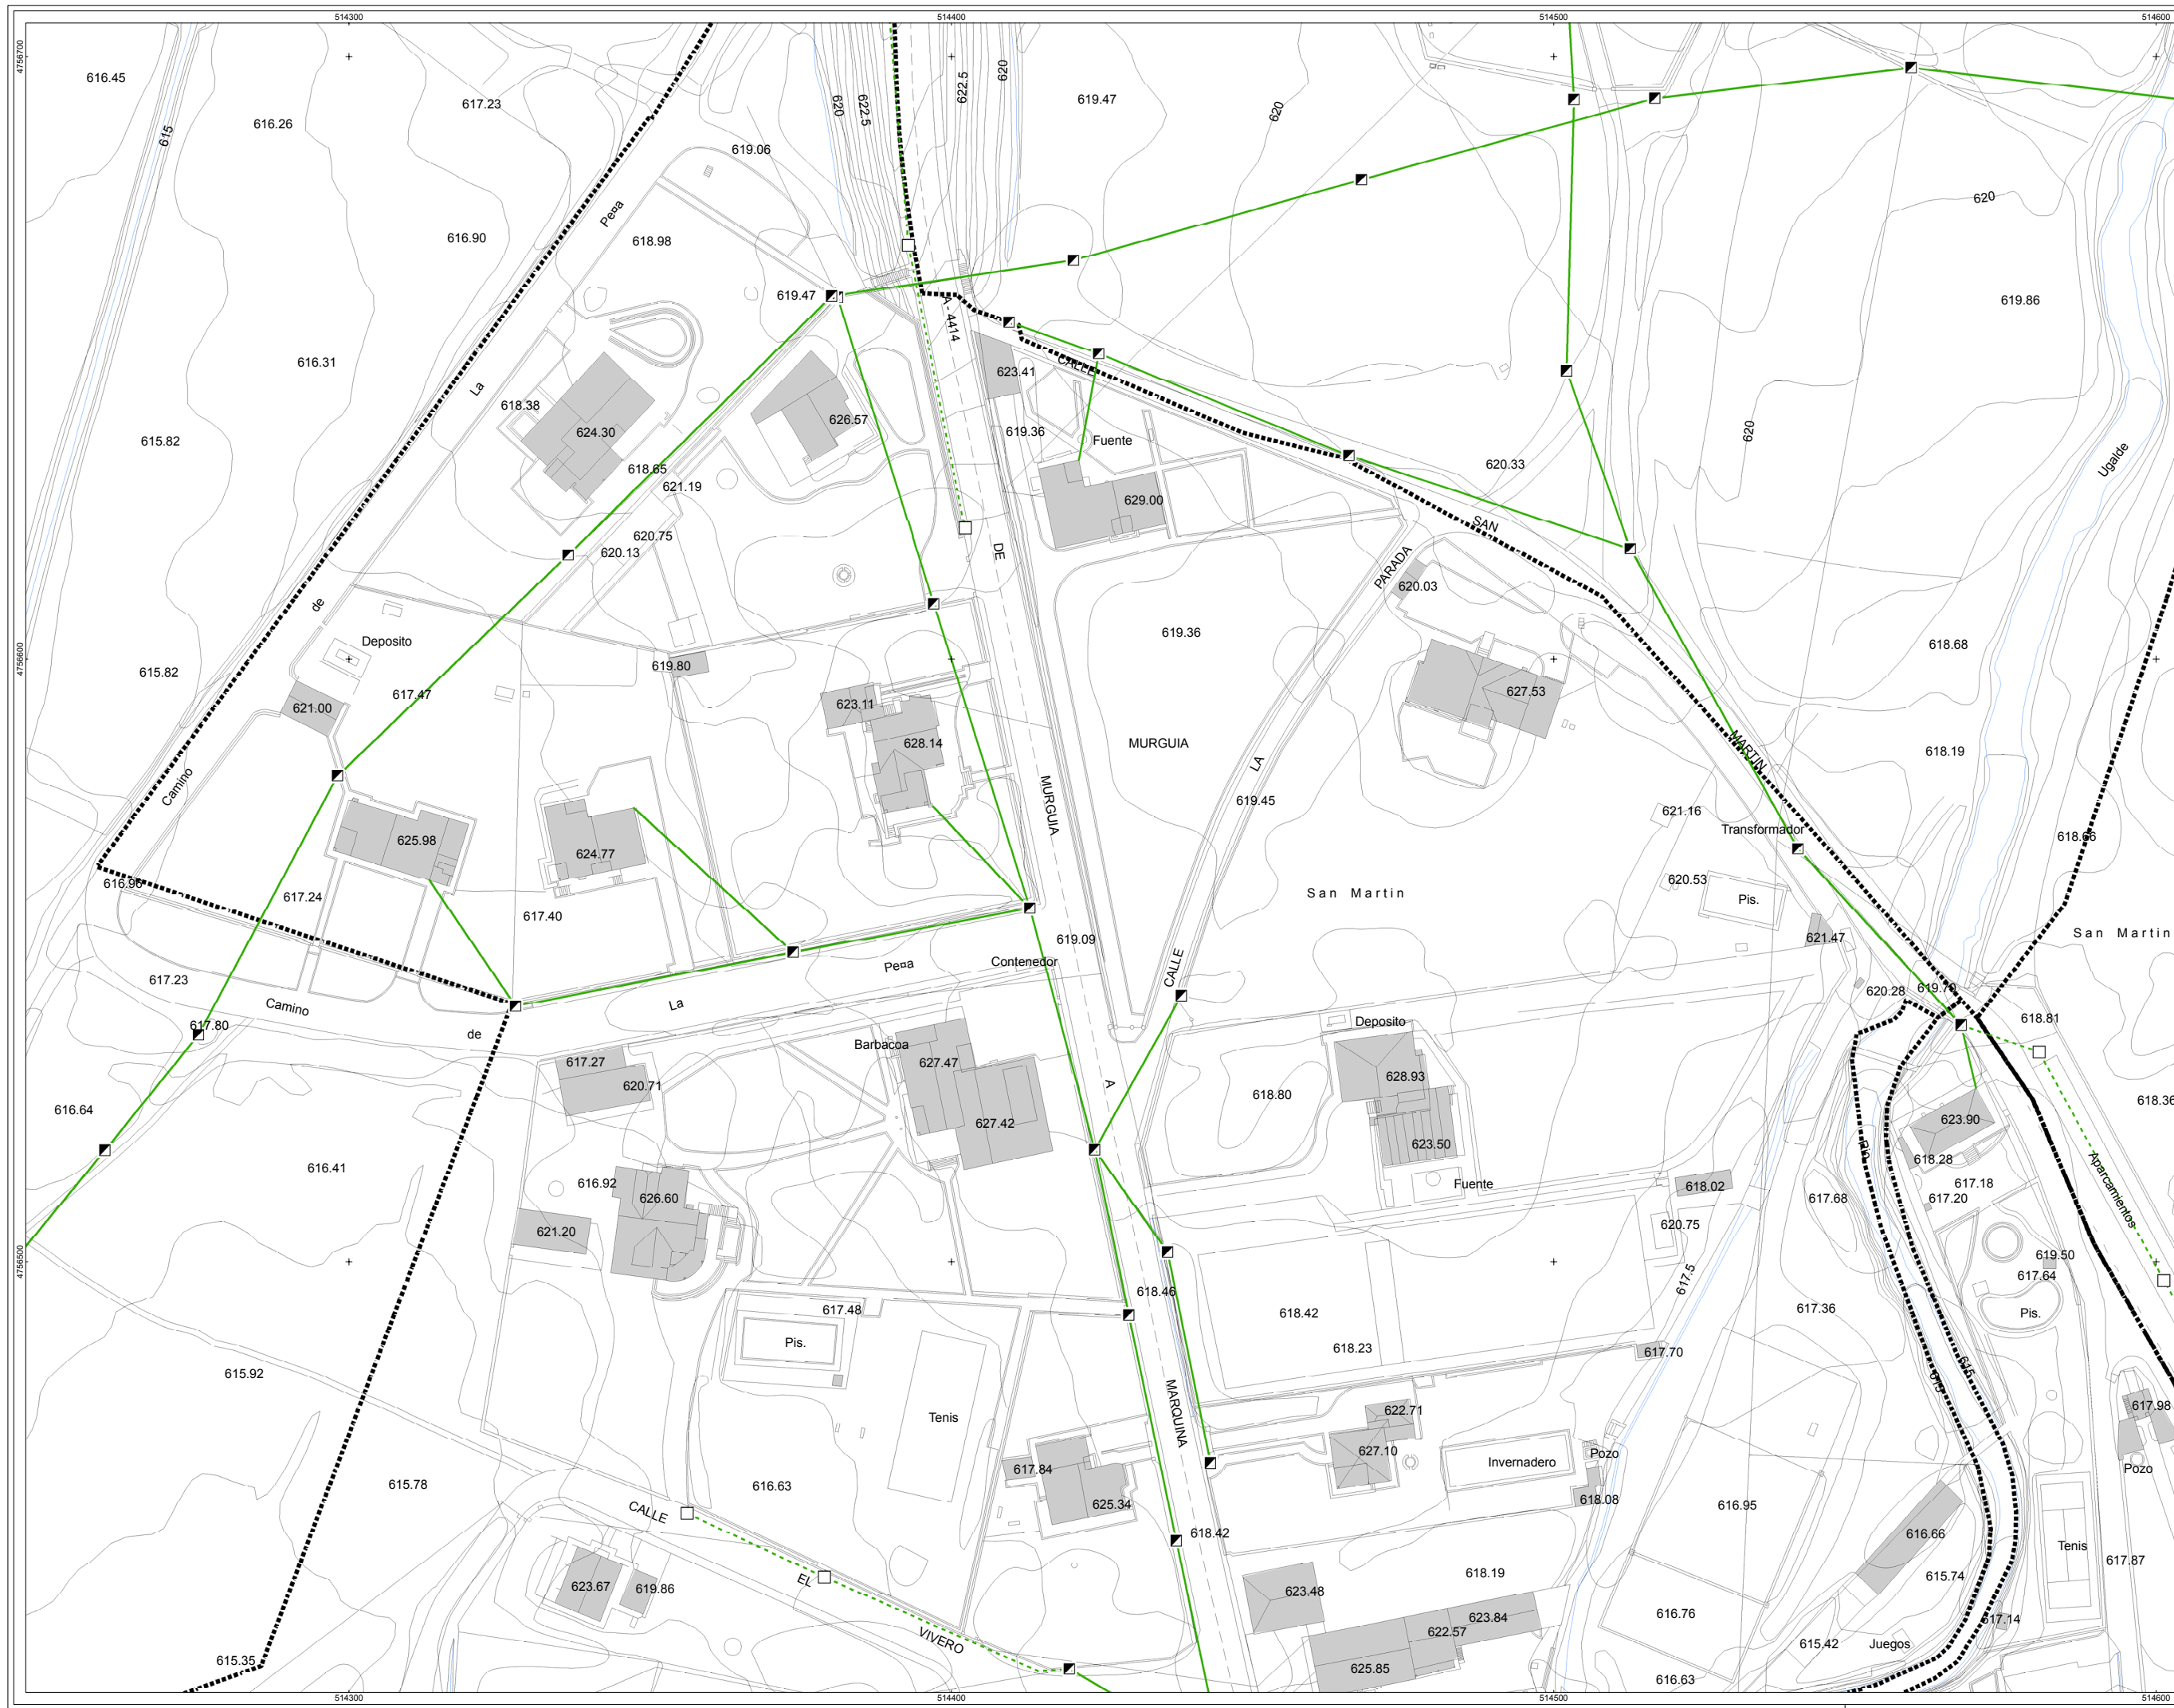 514300 514400 514500 514600
4756700
616.45
615
616.26
617.23
619.06
620
622.5
622.5
620
619.47
620
620
616.90
Pe¤a
618.98
619.47
A - 4414
619.86
616.31
La
618.38
624.30
626.57
623.41
CALLE
619.36
Fuente
615.82
618.65
621.19
629.00
620.33
620
Ugalde
620.75
620.13
DE
SAN
PARADA
620.03
de
Deposito
619.36
618.68
4756600
615.82
619.80
617.47
621.00
623.11
627.53
628.14
MURGUIA
MARTIN
618.19
Camino
LA
MURGUIA
619.45
621.16
Transformador
618.66
625.98
624.77
616.96
617.24
617.40
San Martin
620.53
Pis.
619.09
621.47
San Martin
Contenedor
Pe¤a
617.23
CALLE
La
Camino
617.80
de
620.28
619.79
618.81
Deposito
Barbacoa
627.47
617.27
620.71
A
628.93
618.80
616.64
618.36
627.42
623.90
623.50
Rio
616.41
618.28
Aparcamientos
616.92
626.60
Fuente
618.02
617.18
617.68
617.20
621.20
620.75
4756500
619.50
617.64
617.5
618.46
617.48
618.42
617.36
Pis.
Pis.
618.23
617.70
615.92
615
615
MARQUINA
622.71
617.98
Tenis
627.10
Pozo
Invernadero
Pozo
617.84
615.78
616.63
618.08
625.34
616.95
CALLE
618.42
616.66
Tenis
617.87
EL
623.67
619.86
623.48
618.19
615.74
623.84
616.76
617.14
VIVERO
622.57
615.42
Juegos
615.35
625.85
616.63
514300 514400 514500 514600